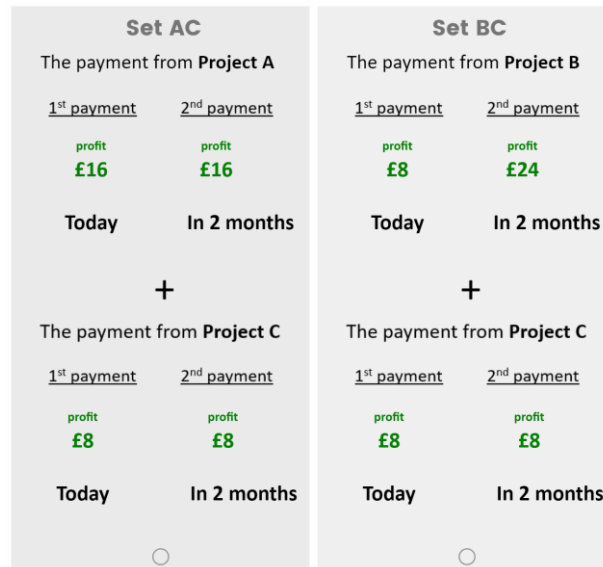 Set AC
The payment from Project A
1st payment 2nd payment
profit profit
£16 £16
Today In 2 months
+
The payment from Project C
1st payment 2nd payment
profit profit
£8 £8
Today In 2 months
Set BC
The payment from Project B
1st payment 2nd payment
profit profit
£8 £24
Today In 2 months
+
The payment from Project C
1st payment 2nd payment
profit profit
£8 £8
Today In 2 months